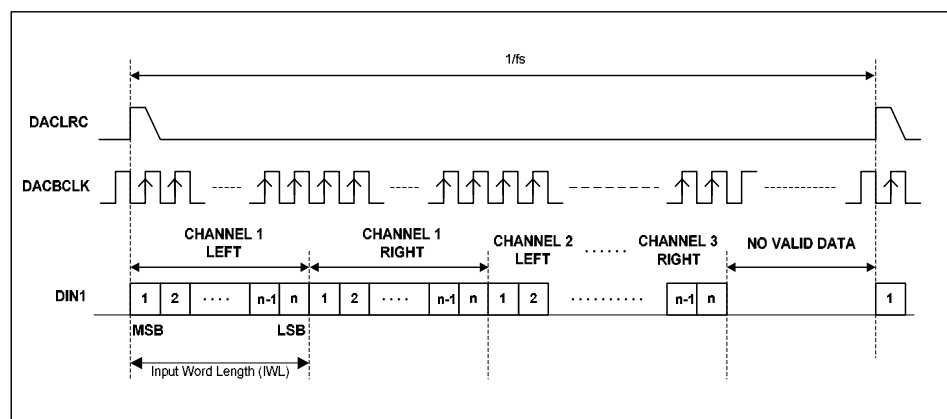 1/fs
DACLRC
DACBCLK
CHANNEL 1
LEFT
CHANNEL 1
RIGHT
CHANNEL 2
LEFT
......
CHANNEL 3
RIGHT
NO VALID DATA
DIN1
1 2 .... n-1 n 1 2 .... n-1 n 1 2 .......... n-1 n 1
MSB
LSB
Input Word Length (IWL)